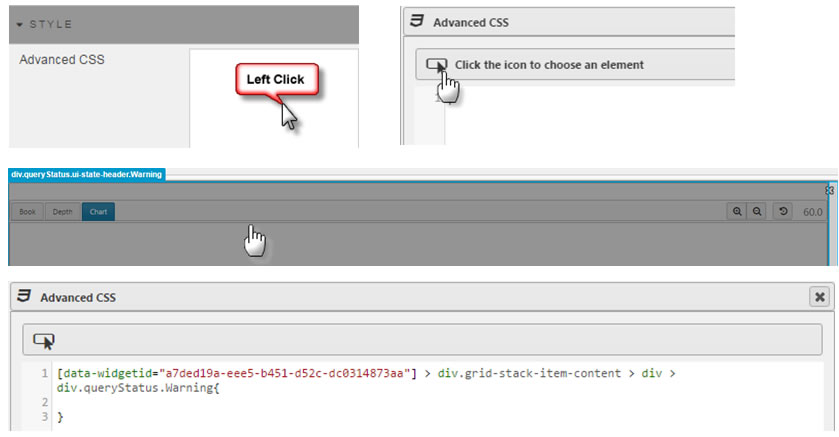 STYLE
Advanced CSS
Left Click
Advanced CSS
Click the icon to choose an element
1
div.queryStatus.ui-state-header.Warning
Book Depth Chart 60.0
Advanced CSS
1 [data-widgetid="a7ded19a-eee5-b451-d52c-dc0314873aa"] > div.grid-stack-item-content > div >
div.queryStatus.Warning{
2
3 }